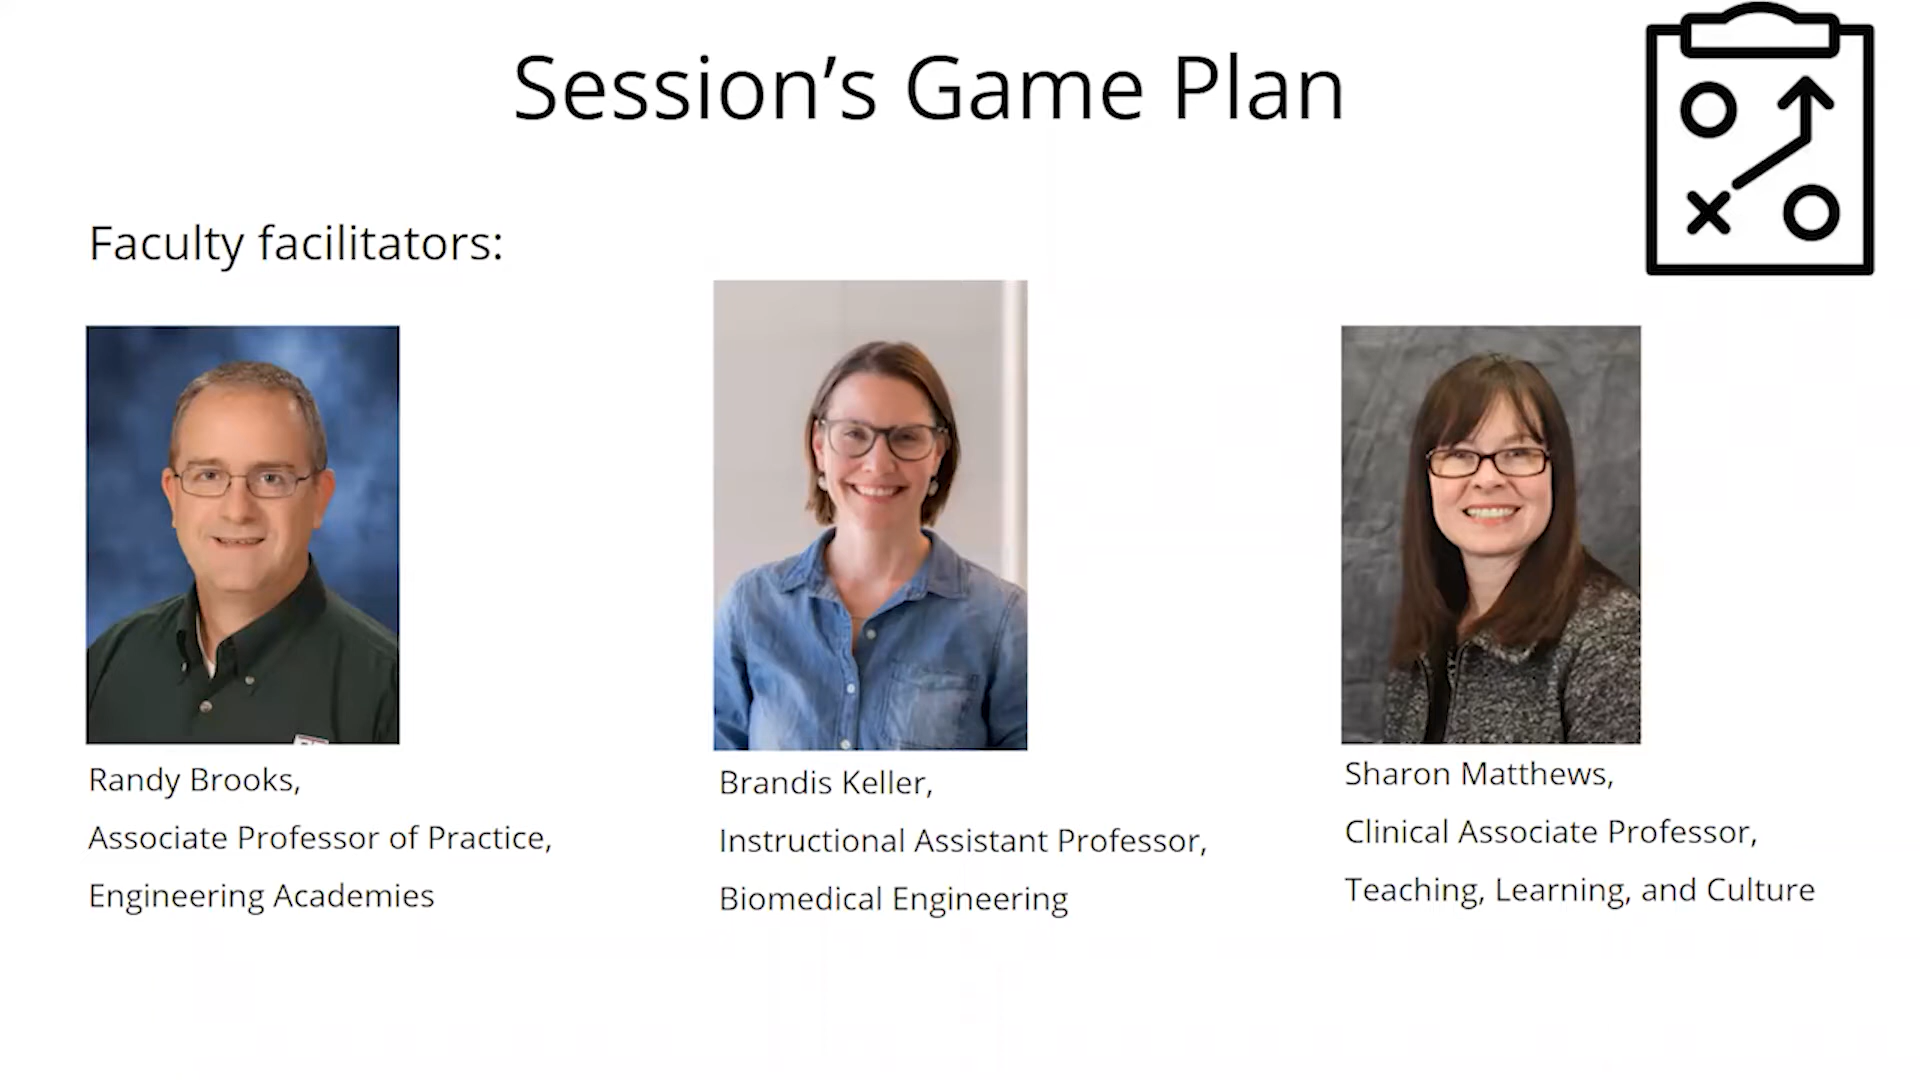 Session’s Game Plan
Faculty facilitators:
Randy Brooks,
Associate Professor of Practice,
Engineering Academies
Brandis Keller,
Instructional Assistant Professor,
Biomedical Engineering
Sharon Matthews,
Clinical Associate Professor,
Teaching, Learning, and Culture